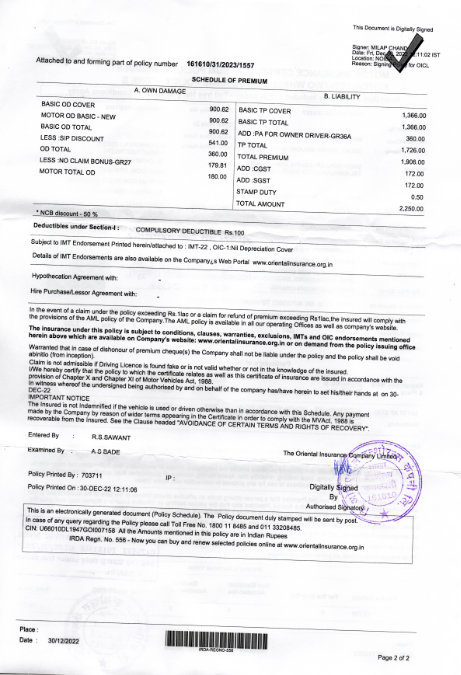 This Document is Digitally Signed
Signer: MILAP CHAND
Date: Fri, Dec 30, 2022 12:11:02 IST
Location: NOIDA
Reason: Signing Policy for OICL
Attached to and forming part of policy number 161610/31/2023/1557
SCHEDULE OF PREMIUM
A. OWN DAMAGE B. LIABILITY
BASIC OD COVER 900.62 BASIC TP COVER 1,366.00
MOTOR OD BASIC - NEW 900.62 BASIC TP TOTAL 1,366.00
BASIC OD TOTAL 900.62 ADD :PA FOR OWNER DRIVER-GR36A 360.00
LESS :SIP DISCOUNT 541.00 TP TOTAL 1,726.00
OD TOTAL 360.00 TOTAL PREMIUM 1,906.00
LESS :NO CLAIM BONUS-GR27 179.81 ADD :CGST 172.00
MOTOR TOTAL OD 180.00 ADD :SGST 172.00
STAMP DUTY 0.50
TOTAL AMOUNT 2,250.00
* NCB discount - 50 %
Deductibles under Section-I : COMPULSORY DEDUCTIBLE Rs.100
Subject to IMT Endorsement Printed herein/attached to : IMT-22 , OIC-1:Nil Depreciation Cover
Details of IMT Endorsements are also available on the Company¿s Web Portal www.orientalinsurance.org.in
Hypothecation Agreement with : -
Hire Purchase/Lessor Agreement with : -
In the event of a claim under the policy exceeding Rs.1lac or a claim for refund of premium exceeding Rs1lac,the insured will comply with
the provisions of the AML policy of the Company.The AML policy is available in all our operating Offices as well as company's website.
The insurance under this policy is subject to conditions, clauses, warranties, exclusions, IMTs and OIC endorsements mentioned
herein above which are available on Company's website: www.orientalinsurance.org.in or on demand from the policy issuing office
Warranted that in case of dishonour of premium cheque(s) the Company shall not be liable under the policy and the policy shall be void
abinitio (from inception).
Claim is not admissible if Driving Licence is found fake or is not valid whether or not in the knowledge of the insured.
I/We hereby certify that the policy to which the certificate relates as well as this certificate of insurance are issued in accordance with the
provision of Chapter X and Chapter XI of Motor Vehicles Act, 1988.
In witness whereof the undersigned being authorised by and on behalf of the company has/have herein to set his/their hands at on 30-
DEC-22
IMPORTANT NOTICE
The Insured is not Indemnified if the vehicle is used or driven otherwise than in accordance with this Schedule. Any payment
made by the Company by reason of wider terms appearing in the Certificate in order to comply with the MVAct, 1988 is
recoverable from the Insured. See the Clause headed "AVOIDANCE OF CERTAIN TERMS AND RIGHTS OF RECOVERY".
Entered By : R.S.SAWANT
Examined By : A.G BADE The Oriental Insurance Company Limited
Policy Printed By : 703711 IP :
Digitally Signed
Policy Printed On : 30-DEC-22 12:11:06 By
Authorised Signatory
This is an electronically generated document (Policy Schedule). The Policy document duly stamped will be sent by post.
In case of any query regarding the Policy please call Toll Free No. 1800 11 8485 and 011 33208485.
CIN: U66010DL1947GOI007158 All the Amounts mentioned in this policy are in Indian Rupees
IRDA Regn. No. 556 - Now you can buy and renew selected policies online at www.orientalinsurance.org.in
Place :
Date : 30/12/2022
IRDA-REGNO-556
Page 2 of 2